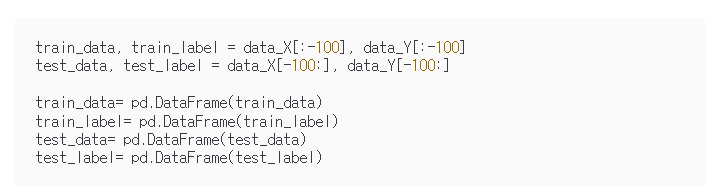 train_data, train_label = data_X[:-100], data_Y[:-100]
test_data, test_label = data_X[-100:], data_Y[-100:]
train_data= pd.DataFrame(train_data)
train_label= pd.DataFrame(train_label)
test_data= pd.DataFrame(test_data)
test_label= pd.DataFrame(test_label)